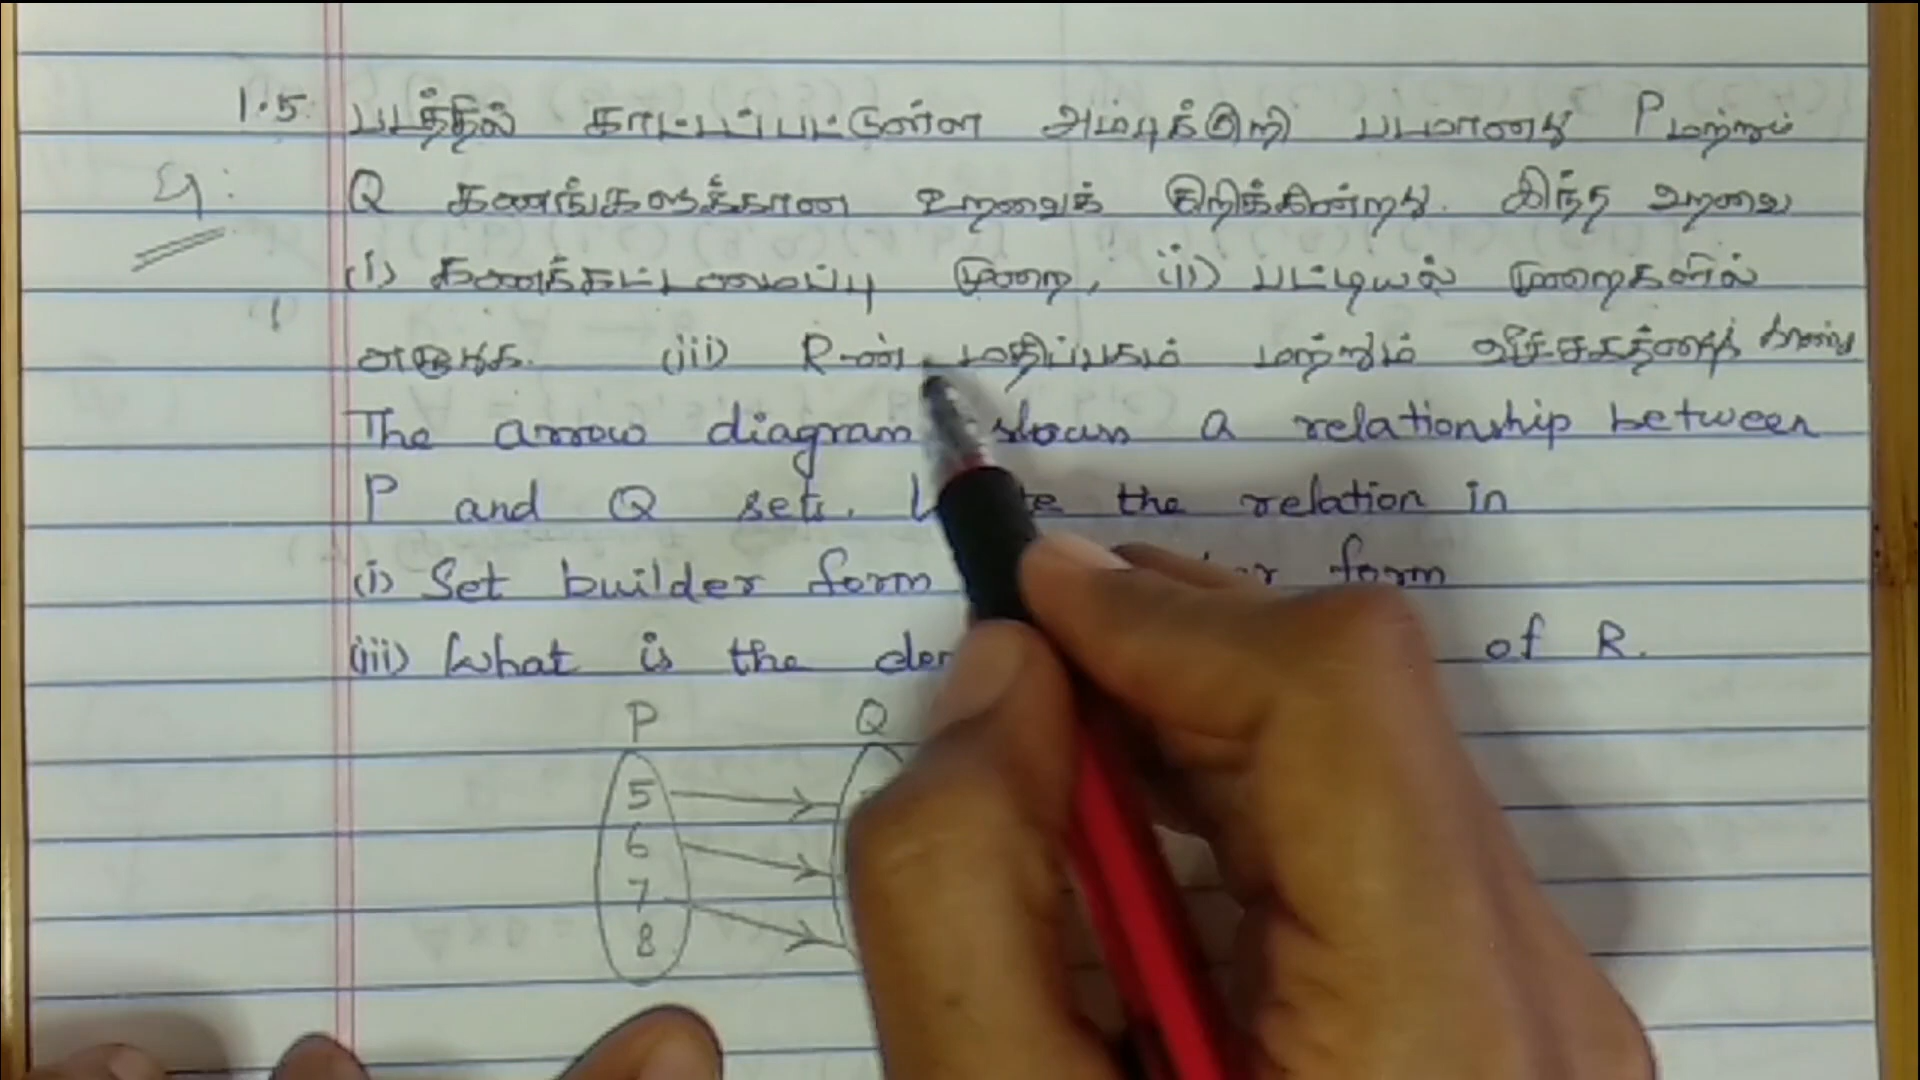 1.5 படத்தில் காட்டப்பட்டுள்ள அம்புக்குறி படமானது P மற்றும்
4. Q கணங்களுக்கான உறவைக் குறிக்கின்றது. இந்த உறவை
(i) கணக்கட்டமைப்பு முறை, (ii) பட்டியல் முறைகளில்
எழுதுக. (iii) R-ன் மதிப்பகம் மற்றும் வீச்சகத்தைக் காண்க
The arrow diagram shows a relationship between
P and Q sets. the relation in
(i) Set builder form form
(iii) What is the of R.
P Q
5
6
7
8